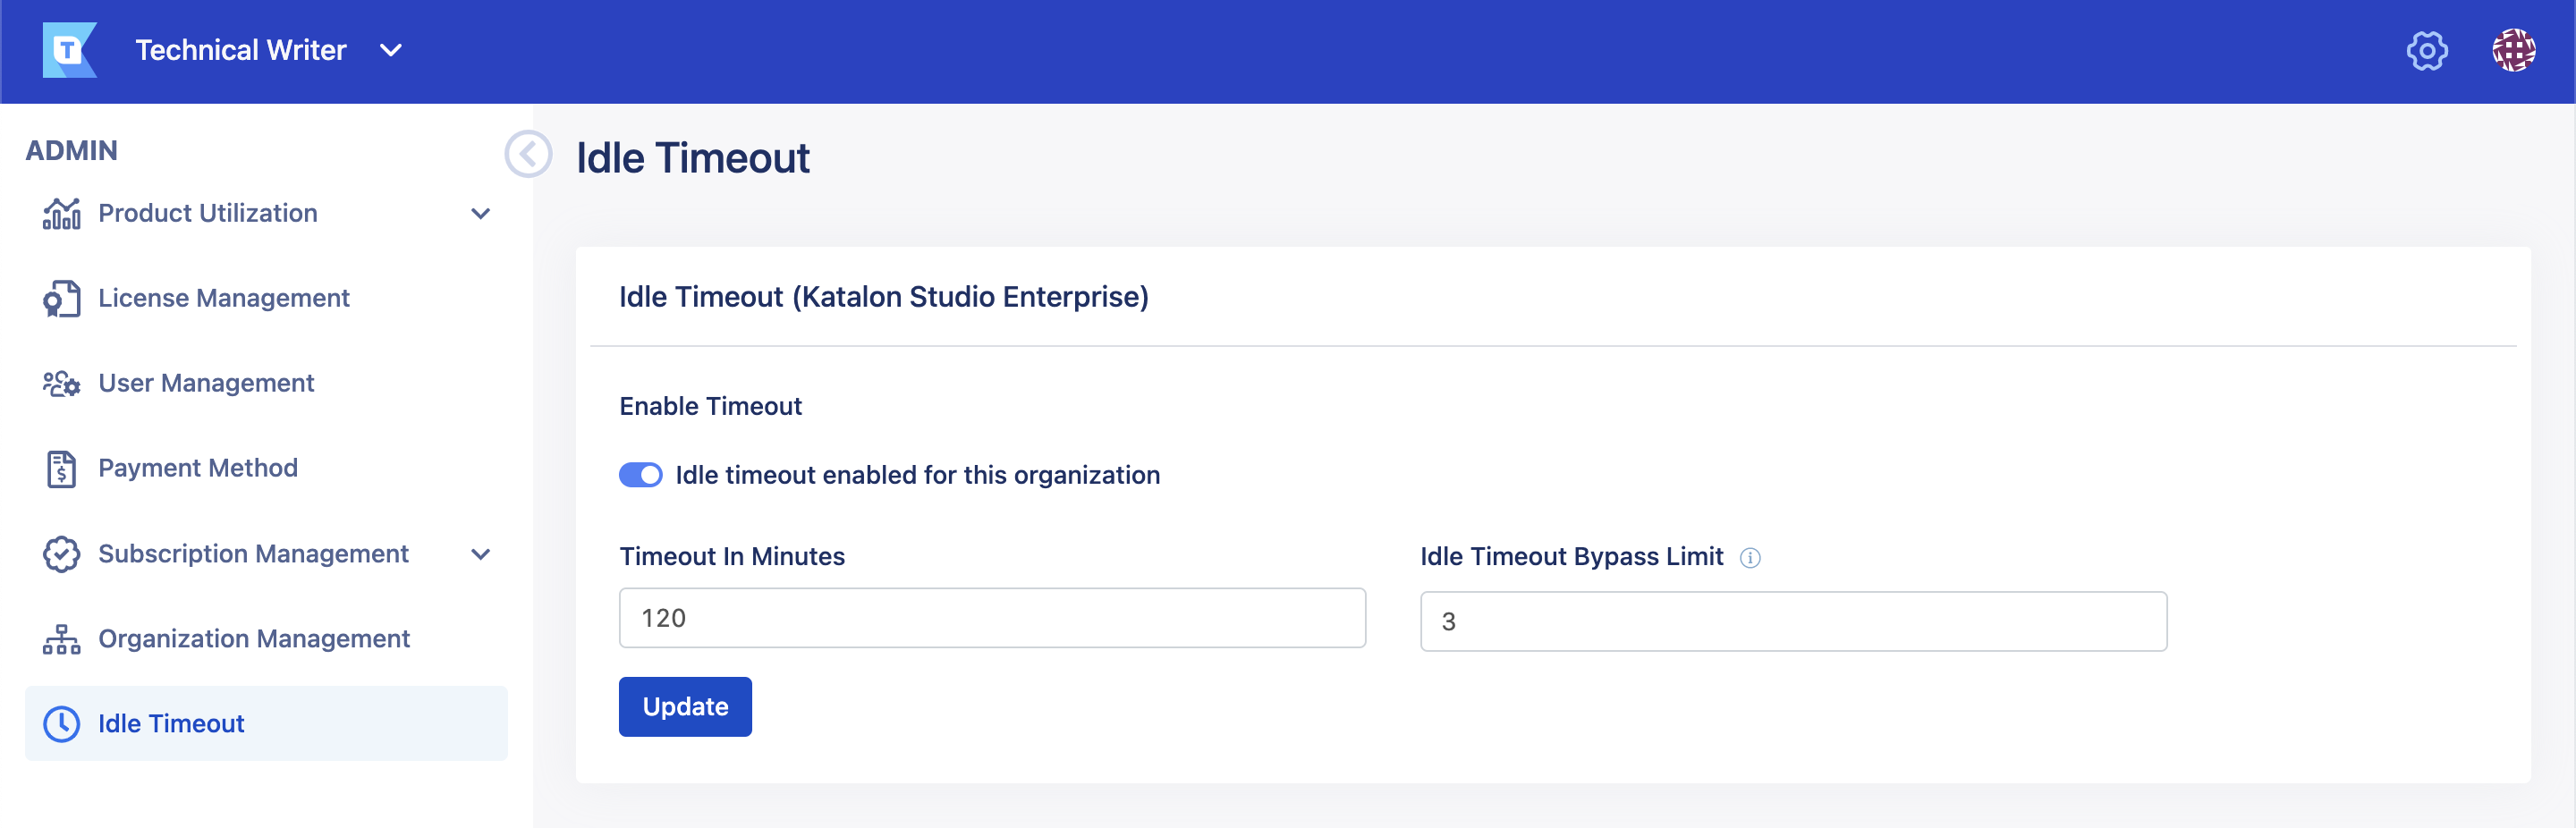 T
Technical Writer
ADMIN
Product Utilization
License Management
User Management
Payment Method
Subscription Management
Organization Management
Idle Timeout
Idle Timeout
Idle Timeout (Katalon Studio Enterprise)
Enable Timeout
Idle timeout enabled for this organization
Timeout In Minutes
120
Idle Timeout Bypass Limit
3
Update